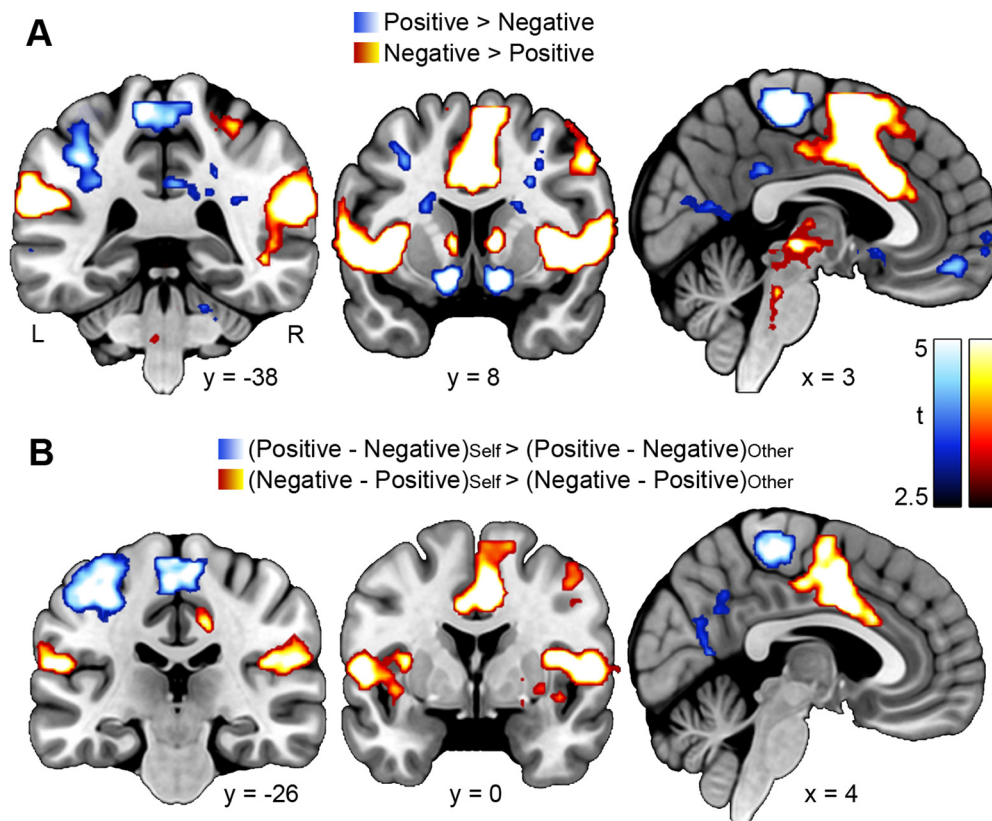 A
Positive > Negative
Negative > Positive
L
R
y = -38
y = 8
x = 3
5
t
2.5
B
(Positive - Negative)Self > (Positive - Negative)Other
(Negative - Positive)Self > (Negative - Positive)Other
y = -26
y = 0
x = 4